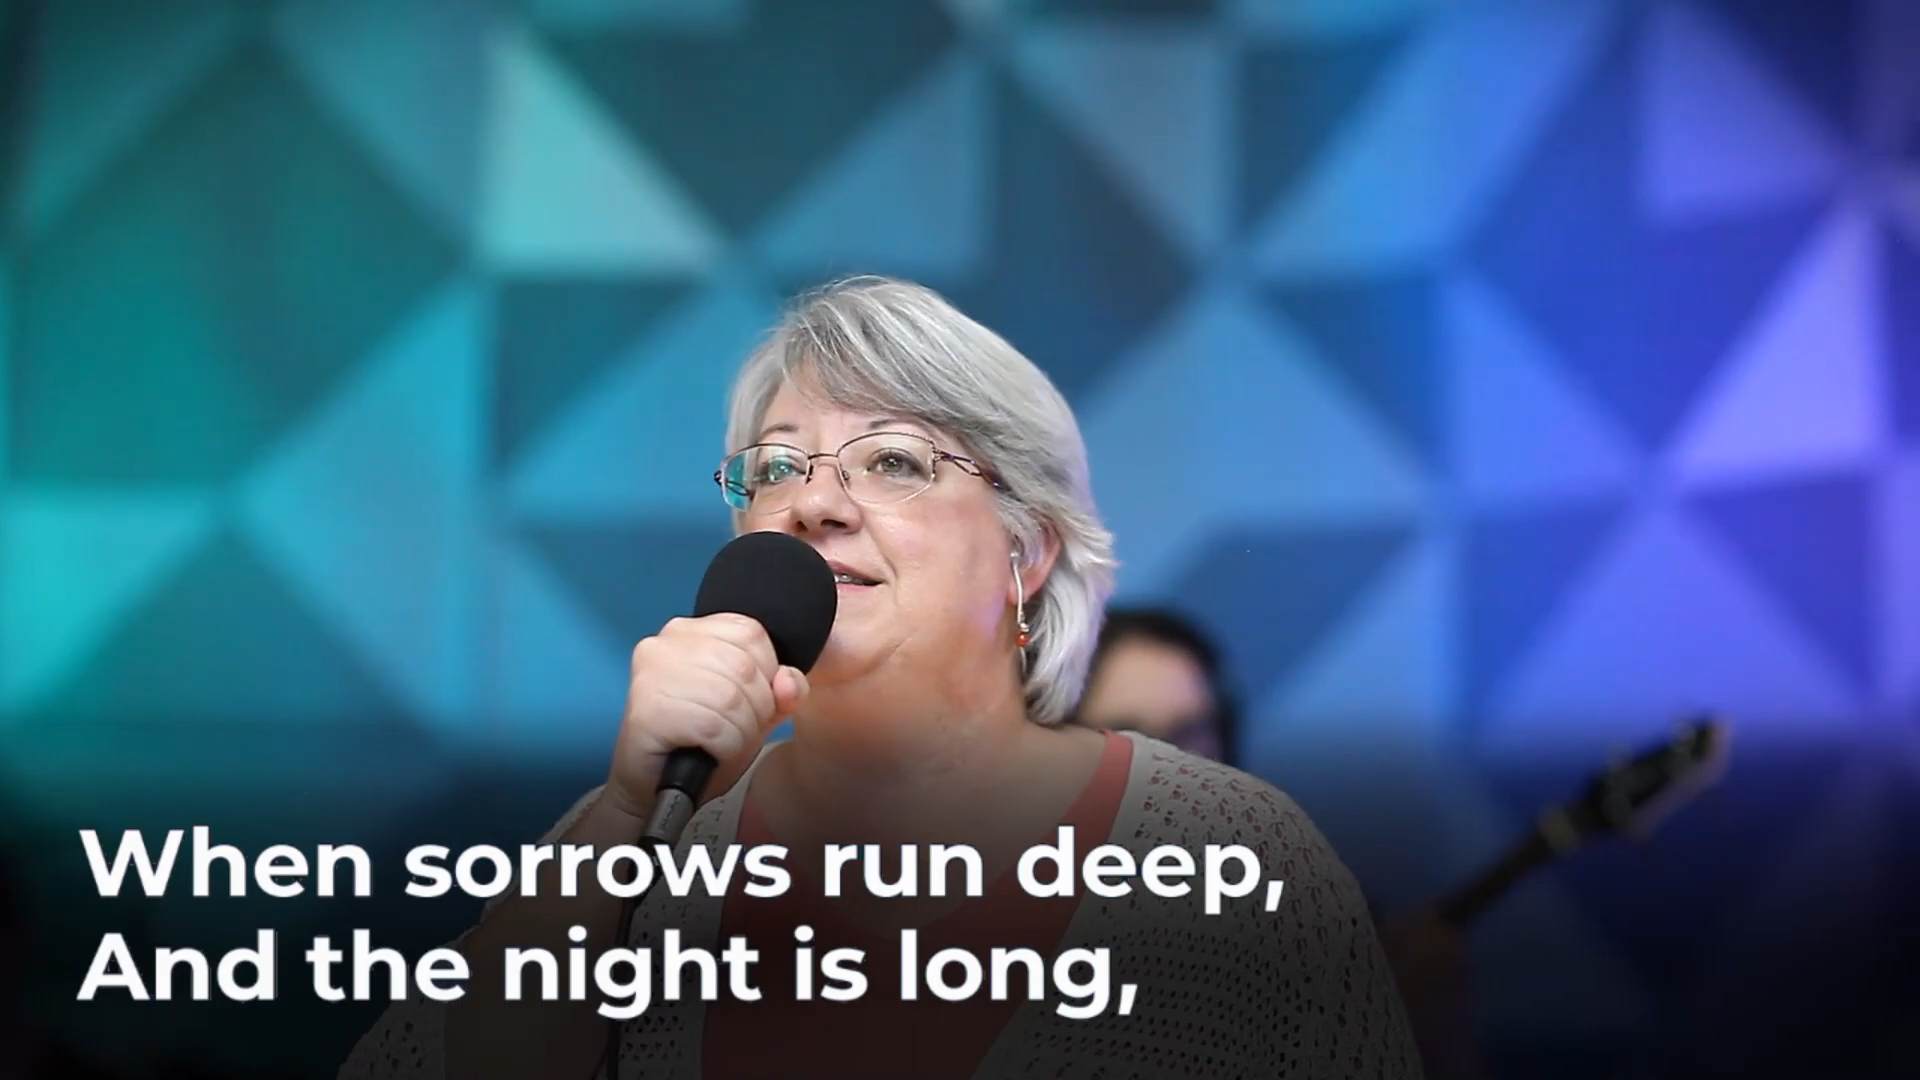 When sorrows run deep,
And the night is long,